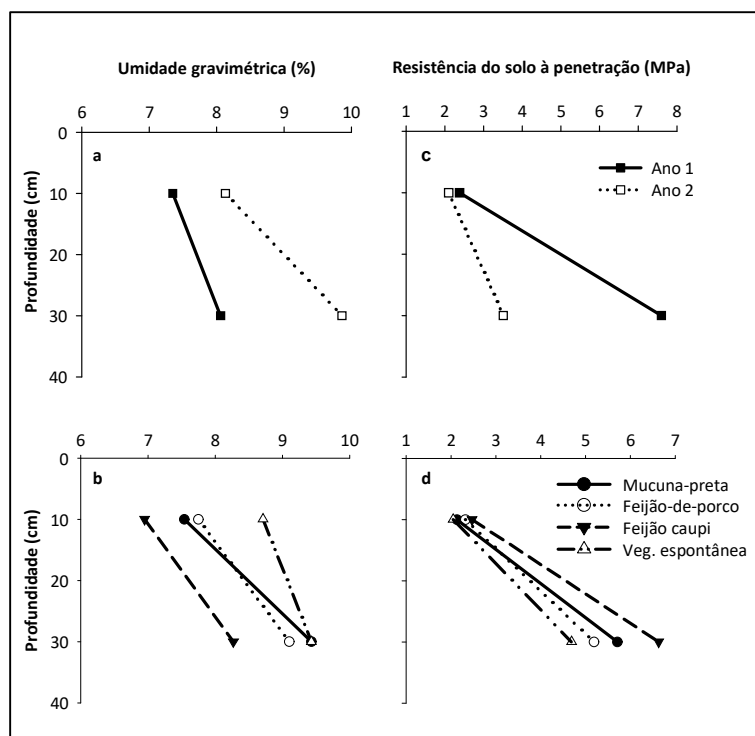 Umidade gravimétrica (%)
Resistência do solo à penetração (MPa)
6 7 8 9 10
1 2 3 4 5 6 7 8
0
10
20
30
40
Profundidade (cm)
a
c
Ano 1
Ano 2
6 7 8 9 10
1 2 3 4 5 6 7
0
10
20
30
40
Profundidade (cm)
b
d
Mucuna-preta
Feijão-de-porco
Feijão caupi
Veg. espontânea